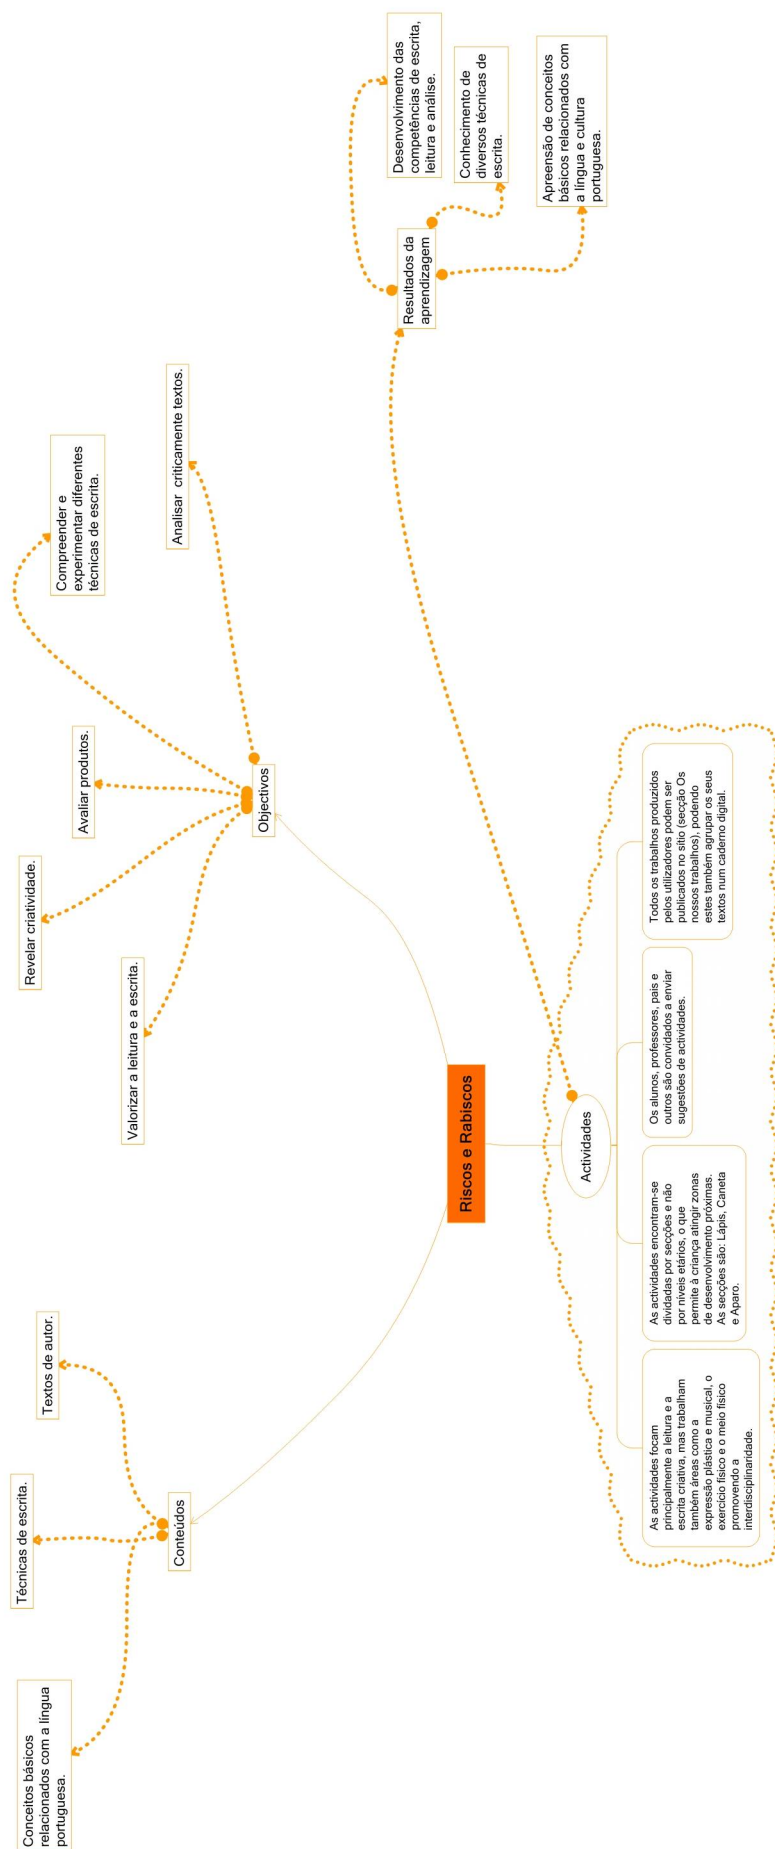 Conceitos básicos
relacionados com a língua
portuguesa.
Técnicas de escrita.
Textos de autor.
Conteúdos
Valorizar a leitura e a escrita.
Revelar criatividade.
Avaliar produtos.
Compreender e
experimentar diferentes
técnicas de escrita.
Analisar criticamente textos.
Objectivos
Riscos e Rabiscos
Resultados da
aprendizagem
Desenvolvimento das
competências de escrita,
leitura e análise.
Conhecimento de
diversos técnicas de
escrita.
Apreensão de conceitos
básicos relacionados com
a língua e cultura
portuguesa.
Actividades
As actividades focam
principalmente a leitura e a
escrita criativa, mas trabalham
também áreas como a
expressão plástica e musical, o
exercício físico e o meio físico
promovendo a
interdisciplinaridade.
As actividades encontram-se
dividadas por secções e não
por níveis etários, o que
permite à criança atingir zonas
de desenvolvimento próximas.
As secções são: Lápis, Caneta
e Aparo.
Os alunos, professores, pais e
outros são convidados a enviar
sugestões de actividades.
Todos os trabalhos produzidos
pelos utilizadores podem ser
publicados no sítio (secção Os
nossos trabalhos), podendo
estes também agrupar os seus
textos num caderno digital.